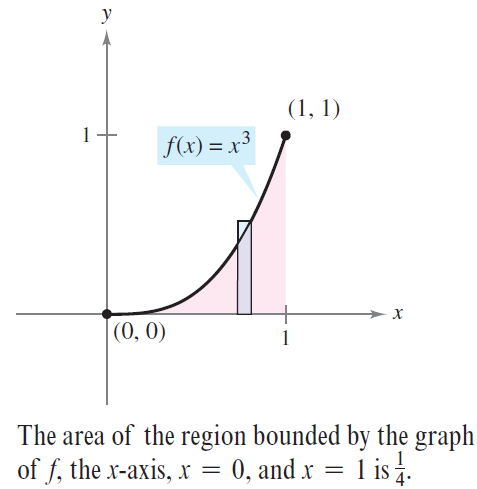 y
(1, 1)
1
f(x) = x³
x
(0, 0)
1
The area of the region bounded by the graph
of f, the x-axis, x = 0, and x = 1 is ¼.